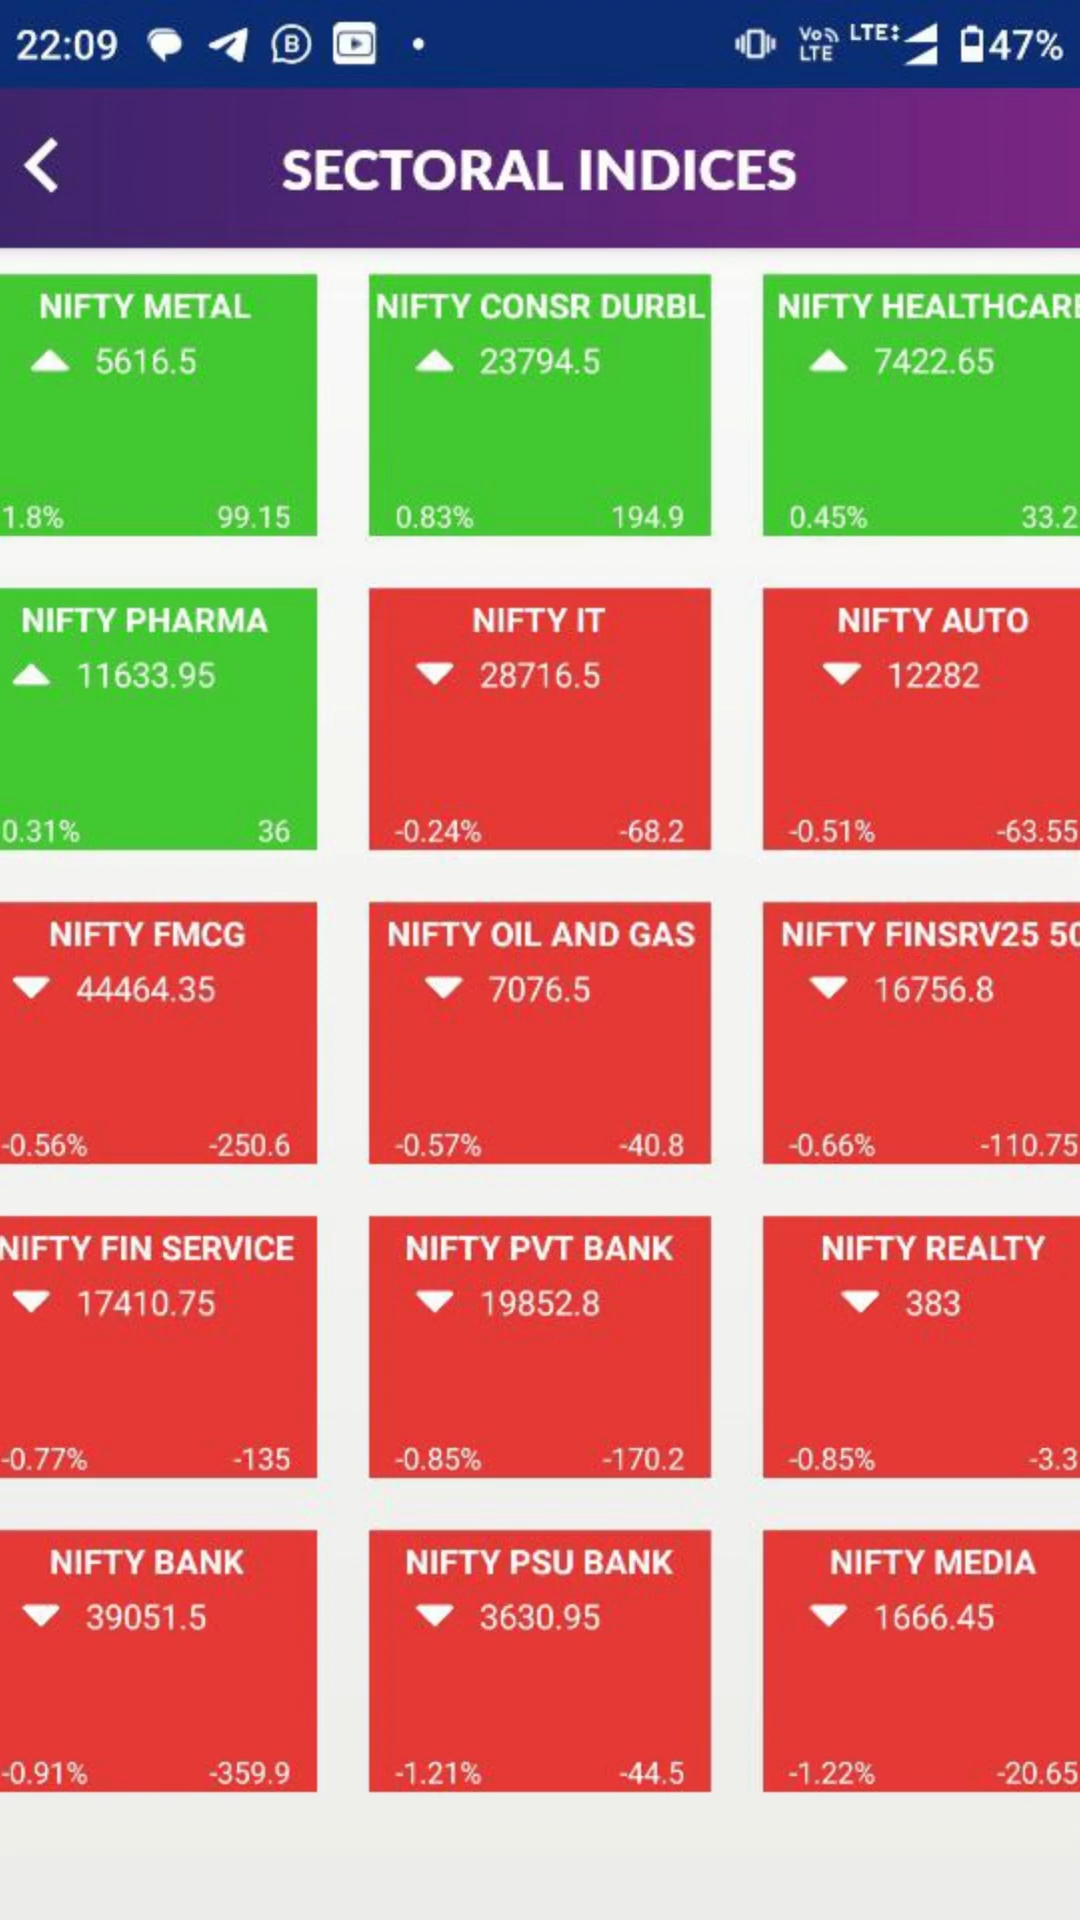 22:09
B
Vo)) LTE
LTE
47%
SECTORAL INDICES
NIFTY METAL
5616.5
1.8% 99.15
NIFTY CONSR DURBL
23794.5
0.83% 194.9
NIFTY HEALTHCARE
7422.65
0.45% 33.2
NIFTY PHARMA
11633.95
0.31% 36
NIFTY IT
28716.5
-0.24% -68.2
NIFTY AUTO
12282
-0.51% -63.55
NIFTY FMCG
44464.35
-0.56% -250.6
NIFTY OIL AND GAS
7076.5
-0.57% -40.8
NIFTY FINSRV25 50
16756.8
-0.66% -110.75
NIFTY FIN SERVICE
17410.75
-0.77% -135
NIFTY PVT BANK
19852.8
-0.85% -170.2
NIFTY REALTY
383
-0.85% -3.3
NIFTY BANK
39051.5
-0.91% -359.9
NIFTY PSU BANK
3630.95
-1.21% -44.5
NIFTY MEDIA
1666.45
-1.22% -20.65